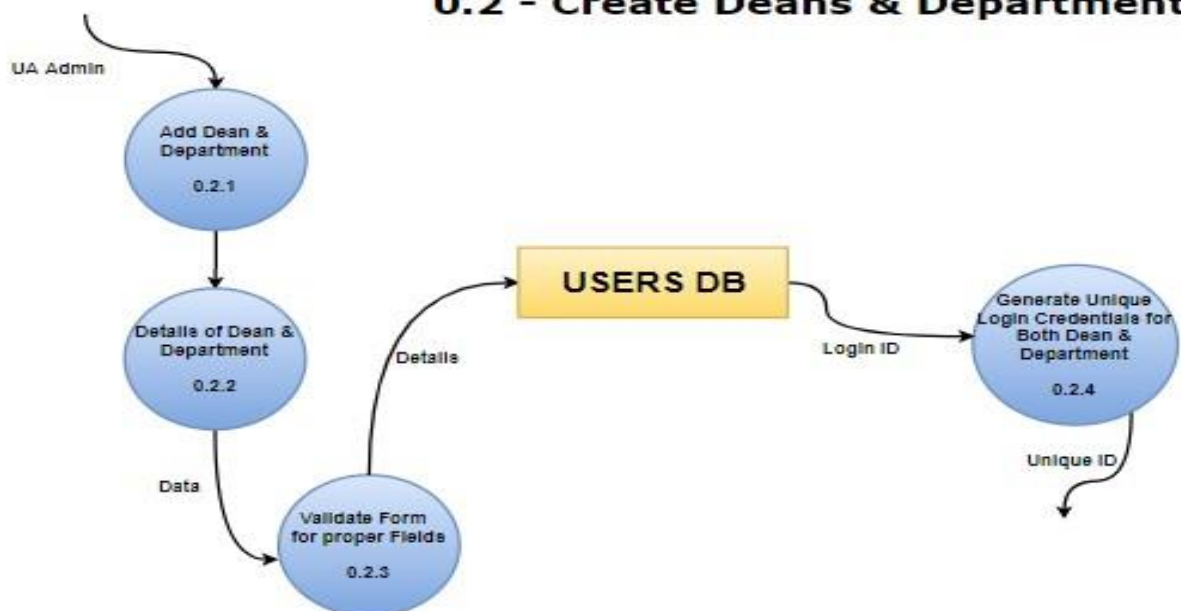 0.2 - Create Deans & Department
UA Admin
Add Dean &
Department
0.2.1
Details of Dean &
Department
0.2.2
Data
Validate Form
for proper Fields
0.2.3
Details
USERS DB
Login ID
Generate Unique
Login Credentials for
Both Dean &
Department
0.2.4
Unique ID